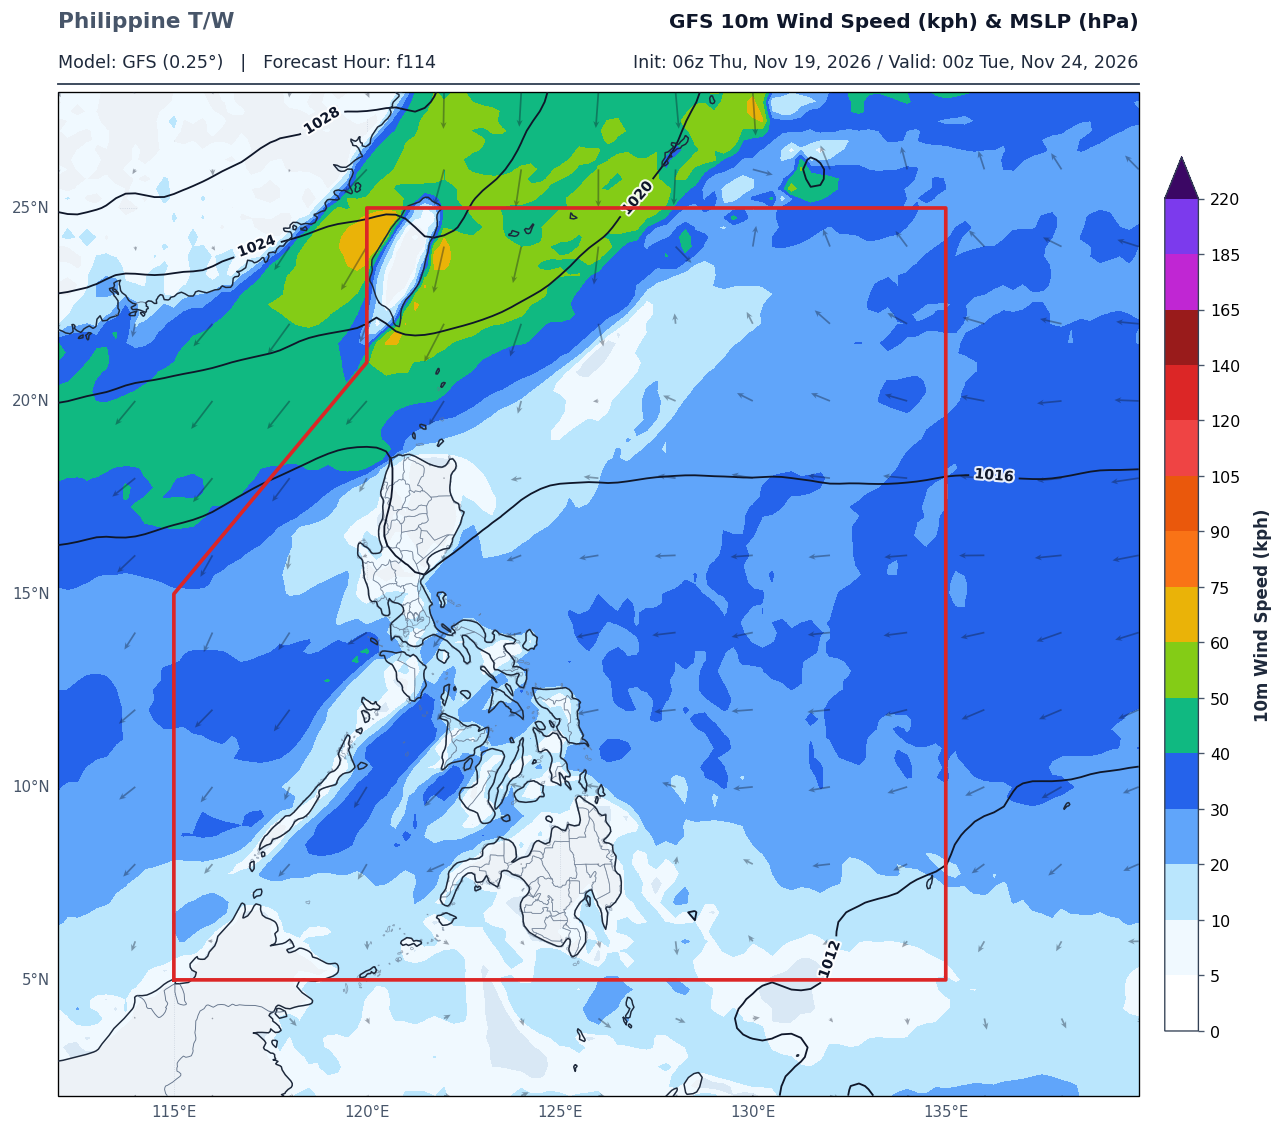 Philippine T/W
GFS 10m Wind Speed (kph) & MSLP (hPa)
Model: GFS (0.25°) | Forecast Hour: f114
Init: 06z Thu, Nov 19, 2026 / Valid: 00z Tue, Nov 24, 2026
1028
1024
1020
1016
1012
25°N
20°N
15°N
10°N
5°N
115°E
120°E
125°E
130°E
135°E
220
185
165
140
120
105
90
75
60
50
40
30
20
10
5
0
10m Wind Speed (kph)